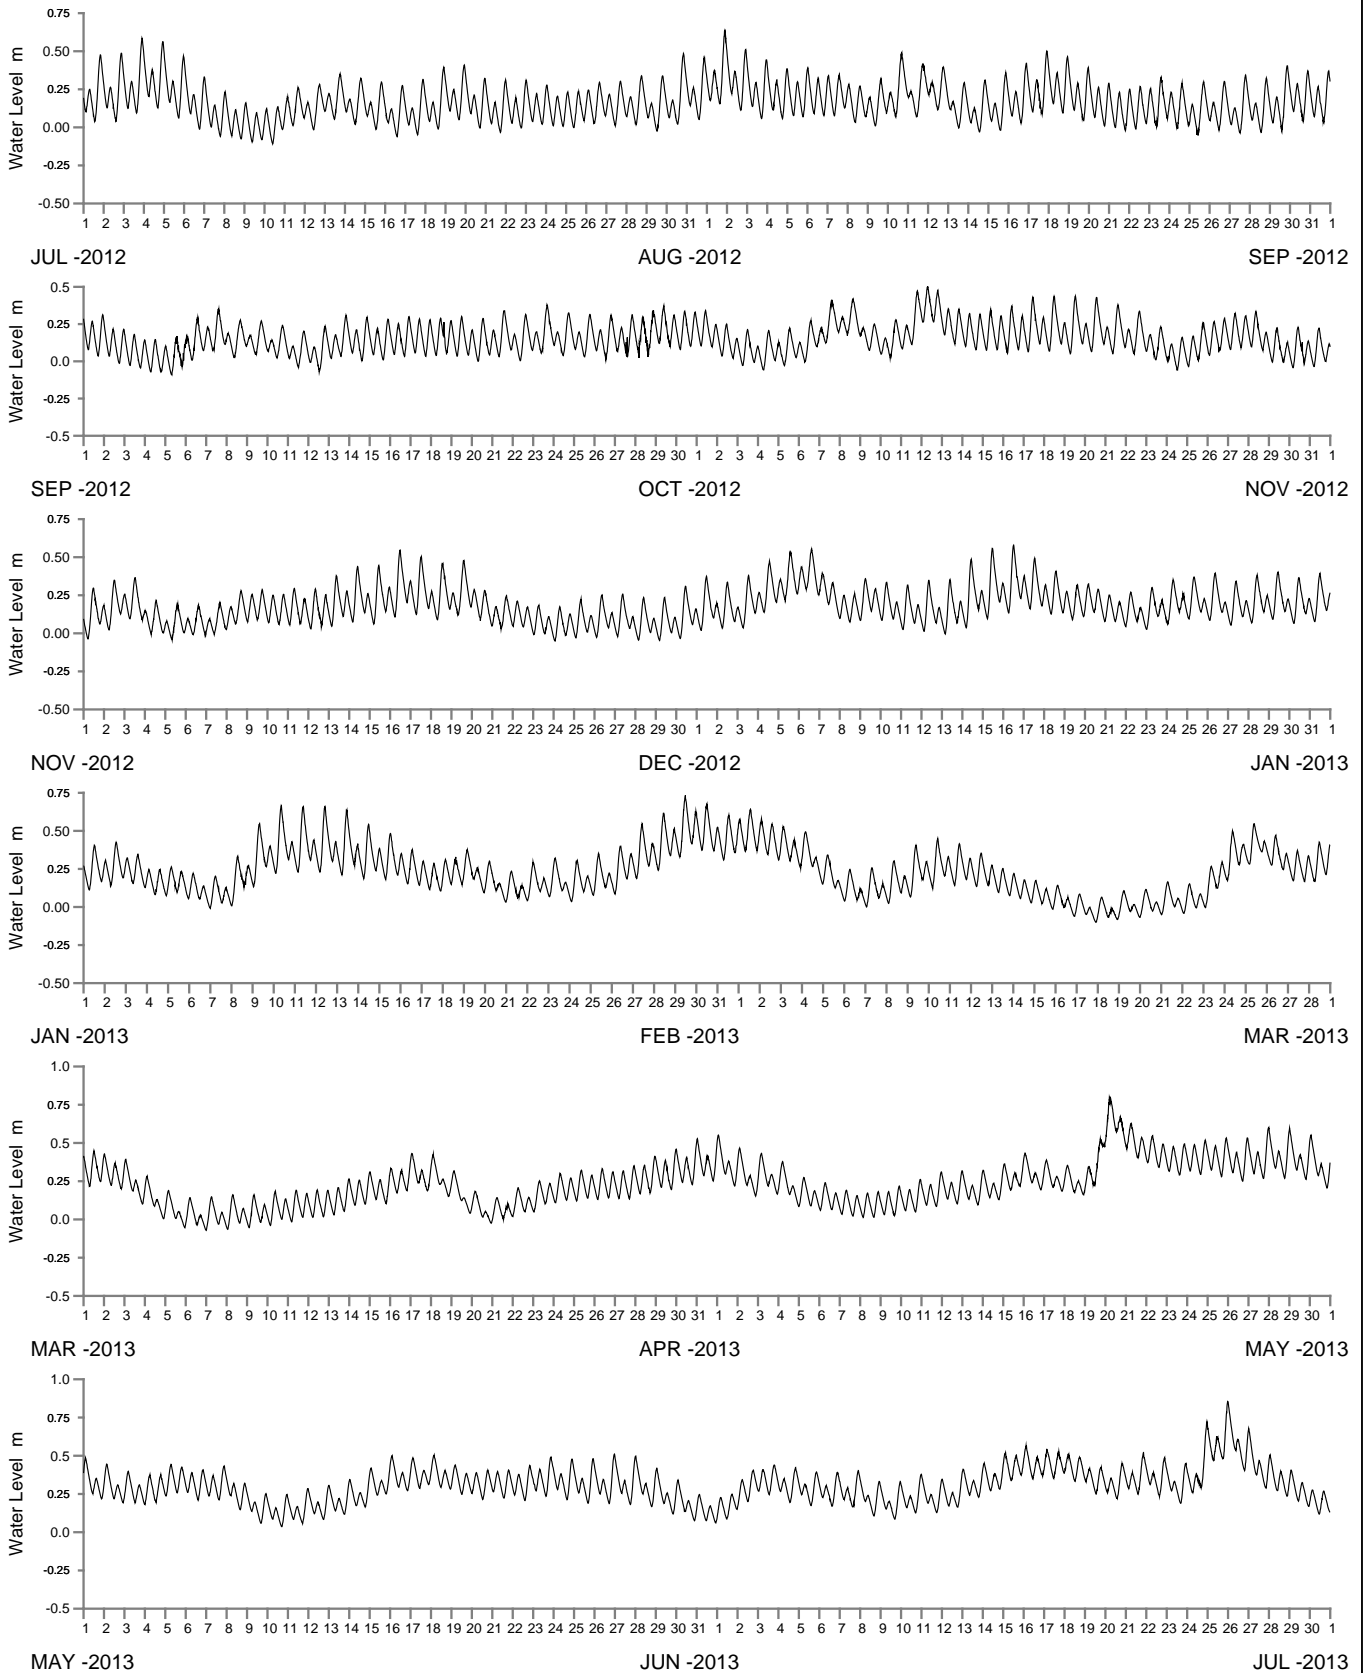 0.75
0.50
0.25
0.00
-0.25
-0.50
Water Level m
1 2 3 4 5 6 7 8 9 10 11 12 13 14 15 16 17 18 19 20 21 22 23 24 25 26 27 28 29 30 31 1 2 3 4 5 6 7 8 9 10 11 12 13 14 15 16 17 18 19 20 21 22 23 24 25 26 27 28 29 30 31 1
JUL -2012 AUG -2012 SEP -2012
0.5
0.25
0.0
-0.25
-0.5
Water Level m
1 2 3 4 5 6 7 8 9 10 11 12 13 14 15 16 17 18 19 20 21 22 23 24 25 26 27 28 29 30 1 2 3 4 5 6 7 8 9 10 11 12 13 14 15 16 17 18 19 20 21 22 23 24 25 26 27 28 29 30 31 1
SEP -2012 OCT -2012 NOV -2012
0.75
0.50
0.25
0.00
-0.25
-0.50
Water Level m
1 2 3 4 5 6 7 8 9 10 11 12 13 14 15 16 17 18 19 20 21 22 23 24 25 26 27 28 29 30 1 2 3 4 5 6 7 8 9 10 11 12 13 14 15 16 17 18 19 20 21 22 23 24 25 26 27 28 29 30 31 1
NOV -2012 DEC -2012 JAN -2013
0.75
0.50
0.25
0.00
-0.25
-0.50
Water Level m
1 2 3 4 5 6 7 8 9 10 11 12 13 14 15 16 17 18 19 20 21 22 23 24 25 26 27 28 29 30 31 1 2 3 4 5 6 7 8 9 10 11 12 13 14 15 16 17 18 19 20 21 22 23 24 25 26 27 28 1
JAN -2013 FEB -2013 MAR -2013
1.0
0.75
0.5
0.25
0.0
-0.25
-0.5
Water Level m
1 2 3 4 5 6 7 8 9 10 11 12 13 14 15 16 17 18 19 20 21 22 23 24 25 26 27 28 29 30 31 1 2 3 4 5 6 7 8 9 10 11 12 13 14 15 16 17 18 19 20 21 22 23 24 25 26 27 28 29 30 1
MAR -2013 APR -2013 MAY -2013
1.0
0.75
0.5
0.25
0.0
-0.25
-0.5
Water Level m
1 2 3 4 5 6 7 8 9 10 11 12 13 14 15 16 17 18 19 20 21 22 23 24 25 26 27 28 29 30 31 1 2 3 4 5 6 7 8 9 10 11 12 13 14 15 16 17 18 19 20 21 22 23 24 25 26 27 28 29 30 1
MAY -2013 JUN -2013 JUL -2013